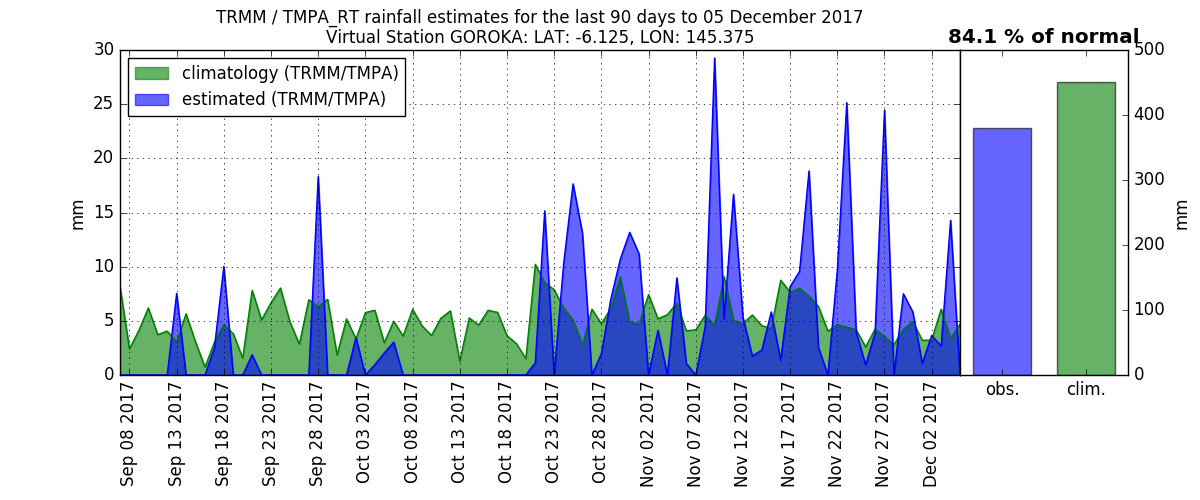 TRMM / TMPA_RT rainfall estimates for the last 90 days to 05 December 2017
Virtual Station GOROKA: LAT: -6.125, LON: 145.375
84.1 % of normal
climatology (TRMM/TMPA)
estimated (TRMM/TMPA)
30
25
20
15
10
5
0
mm
Sep 08 2017
Sep 13 2017
Sep 18 2017
Sep 23 2017
Sep 28 2017
Oct 03 2017
Oct 08 2017
Oct 13 2017
Oct 18 2017
Oct 23 2017
Oct 28 2017
Nov 02 2017
Nov 07 2017
Nov 12 2017
Nov 17 2017
Nov 22 2017
Nov 27 2017
Dec 02 2017
obs.
clim.
500
400
300
200
100
0
mm